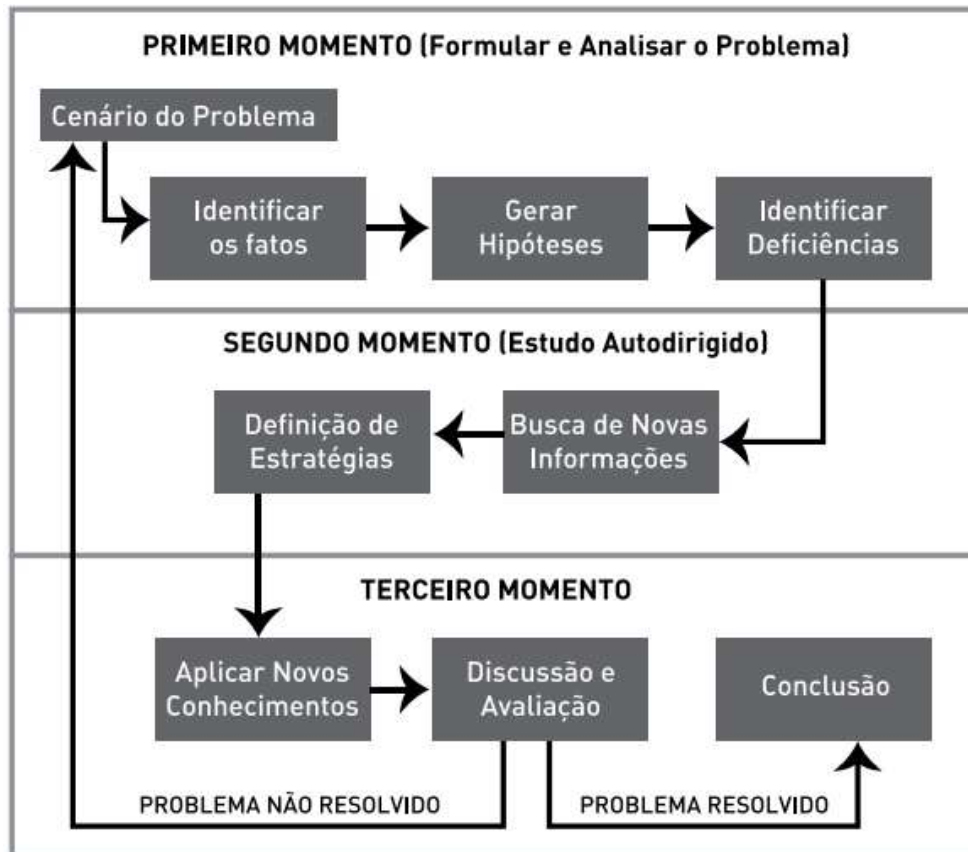 PRIMEIRO MOMENTO (Formular e Analisar o Problema)
Cenário do Problema
Identificar
os fatos
Gerar
Hipóteses
Identificar
Deficiências
SEGUNDO MOMENTO (Estudo Autodirigido)
Definição de
Estratégias
Busca de Novas
Informações
TERCEIRO MOMENTO
Aplicar Novos
Conhecimentos
Discussão e
Avaliação
Conclusão
PROBLEMA NÃO RESOLVIDO
PROBLEMA RESOLVIDO